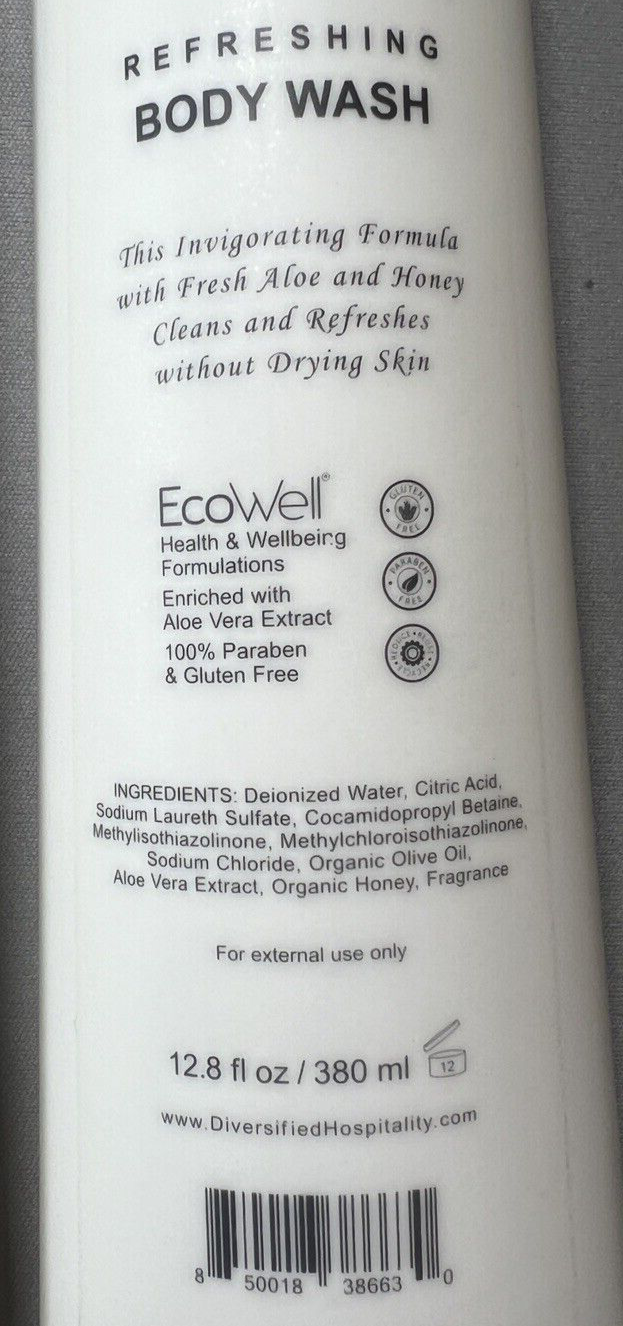 REFRESHING
BODY WASH
This Invigorating Formula
with Fresh Aloe and Honey
Cleans and Refreshes
without Drying Skin
EcoWell®
Health & Wellbeing
Formulations
Enriched with
Aloe Vera Extract
100% Paraben
& Gluten Free
GLUTEN FREE
PARABEN FREE
REDUCE • REUSE • RECYCLE
INGREDIENTS: Deionized Water, Citric Acid,
Sodium Laureth Sulfate, Cocamidopropyl Betaine,
Methylisothiazolinone, Methylchloroisothiazolinone,
Sodium Chloride, Organic Olive Oil,
Aloe Vera Extract, Organic Honey, Fragrance
For external use only
12.8 fl oz / 380 ml
12
www.DiversifiedHospitality.com
8 50018 38663 0